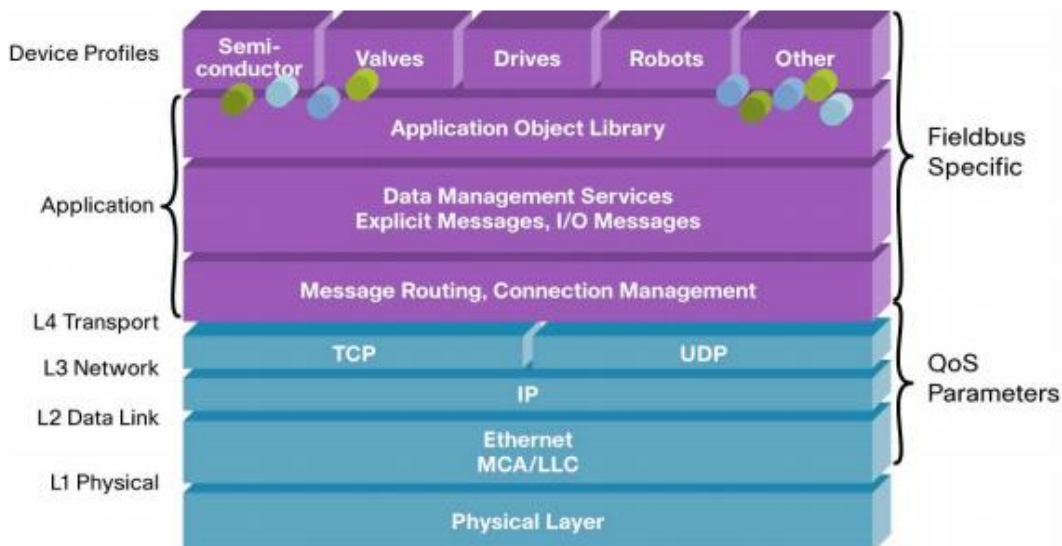 Device Profiles
Semi-
conductor
Valves
Drives
Robots
Other
Application Object Library
Fieldbus
Specific
Application
Data Management Services
Explicit Messages, I/O Messages
Message Routing, Connection Management
L4 Transport
TCP
UDP
L3 Network
IP
QoS
Parameters
L2 Data Link
Ethernet
MCA/LLC
L1 Physical
Physical Layer